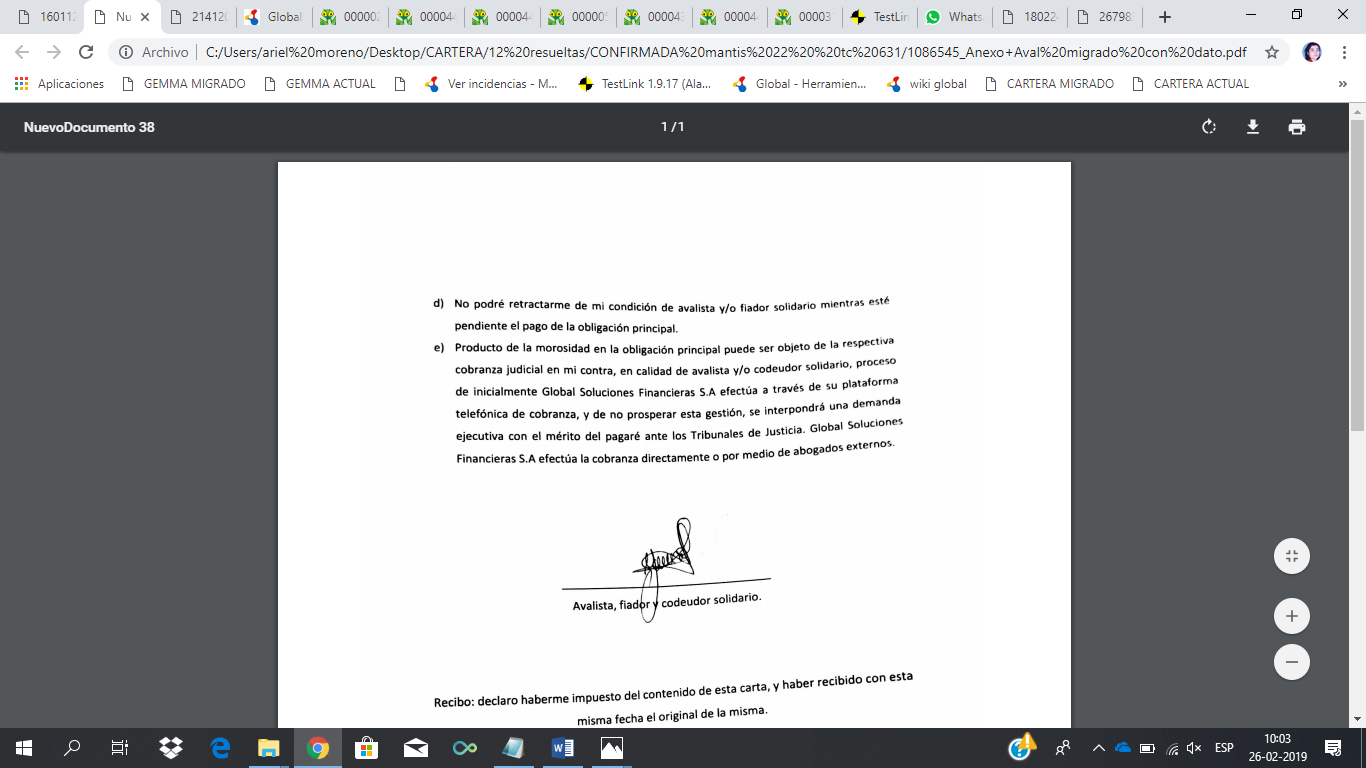 160112
Nu
214120
Global
00000
00004
00004
00000
00004
00004
00003
TestLin
Whats
18022
26798
Archivo
C:/Users/ariel%20moreno/Desktop/CARTERA/12%20resueltas/CONFIRMADA%20mantis%2022%20%20tc%20631/1086545_Anexo+Aval%20migrado%20con%20dato.pdf
Aplicaciones
GEMMA MIGRADO
GEMMA ACTUAL
Ver incidencias - M...
TestLink 1.9.17 (Ala...
Global - Herramien...
wiki global
CARTERA MIGRADO
CARTERA ACTUAL
»
NuevoDocumento 38
1 / 1
d) No podré retractarme de mi condición de avalista y/o fiador solidario mientras esté
pendiente el pago de la obligación principal.
e) Producto de la morosidad en la obligación principal puede ser objeto de la respectiva
cobranza judicial en mi contra, en calidad de avalista y/o codeudor solidario, proceso
de inicialmente Global Soluciones Financieras S.A efectúa a través de su plataforma
telefónica de cobranza, y de no prosperar esta gestión, se interpondrá una demanda
ejecutiva con el mérito del pagaré ante los Tribunales de Justicia. Global Soluciones
Financieras S.A efectúa la cobranza directamente o por medio de abogados externos.
Avalista, fiador y codeudor solidario.
Recibo: declaro haberme impuesto del contenido de esta carta, y haber recibido con esta
misma fecha el original de la misma.
ESP
10:03
26-02-2019